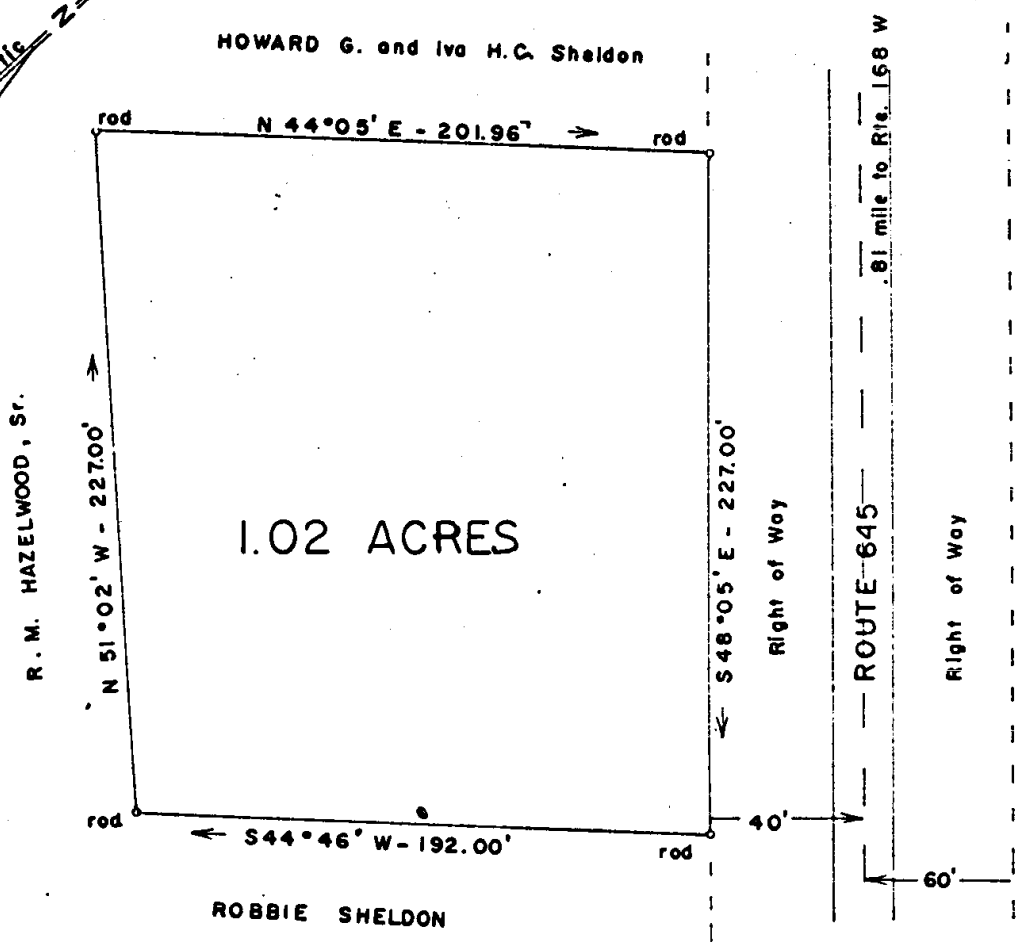 N
HOWARD G. and Iva H.C. Sheldon
rod
N 44°05' E - 201.96'
rod
.81 mile to Rte. 168 W
R. M. HAZELWOOD, Sr.
N 51°02' W - 227.00'
1.02 ACRES
S 48°05' E - 227.00'
Right of Way
ROUTE 645
Right of Way
rod
S 44°46' W - 192.00'
rod
40'
60'
ROBBIE SHELDON